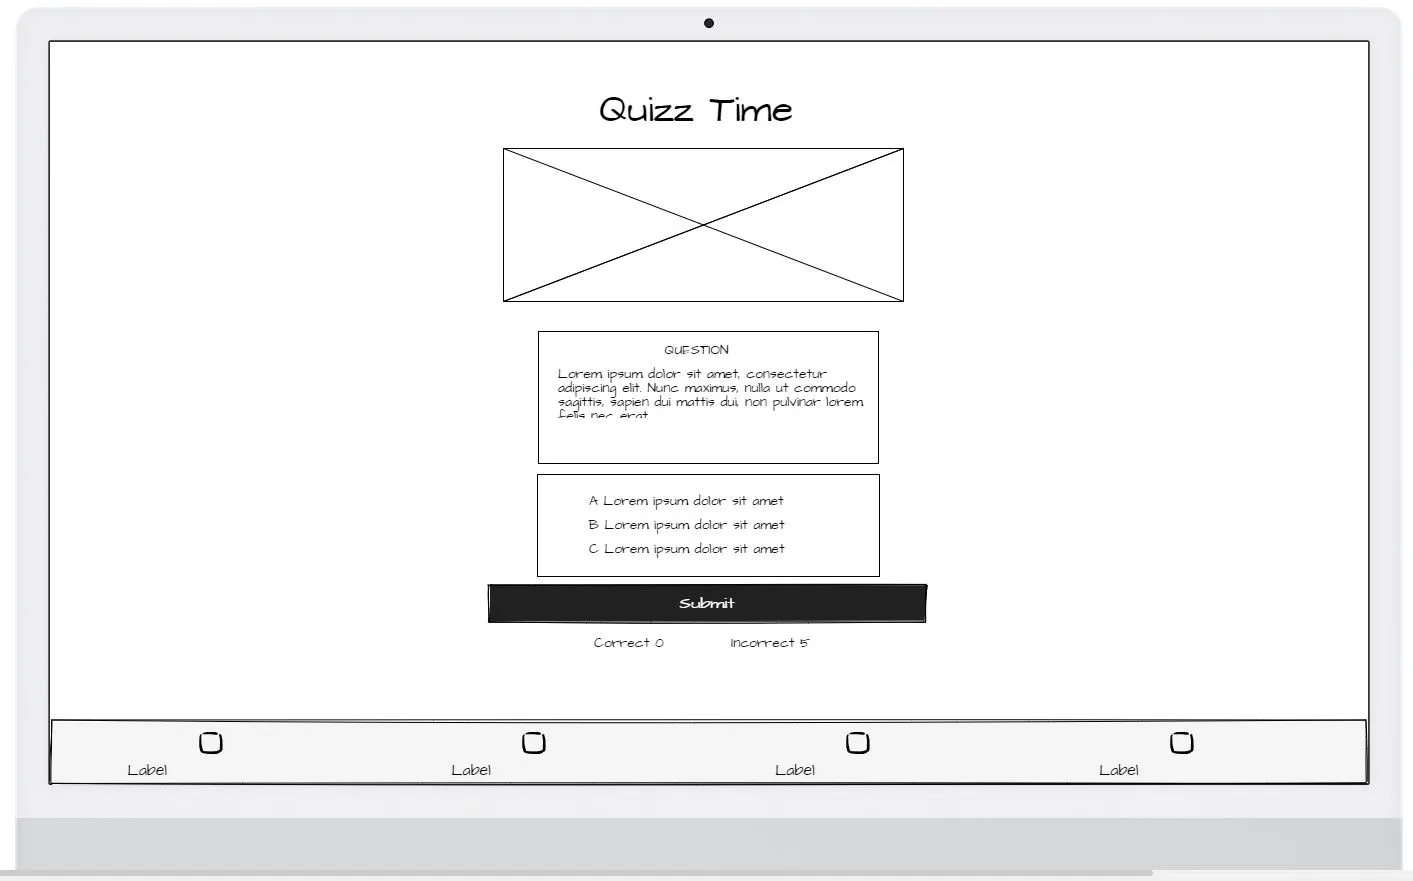 Quizz Time
QUESTION
Lorem ipsum dolor sit amet, consectetur
adipiscing elit. Nunc maximus, nulla ut commodo
sagittis, sapien dui mattis dui, non pulvinar lorem
felis nec erat
A Lorem ipsum dolor sit amet
B Lorem ipsum dolor sit amet
C Lorem ipsum dolor sit amet
Submit
Correct 0 Incorrect 5
Label Label Label Label